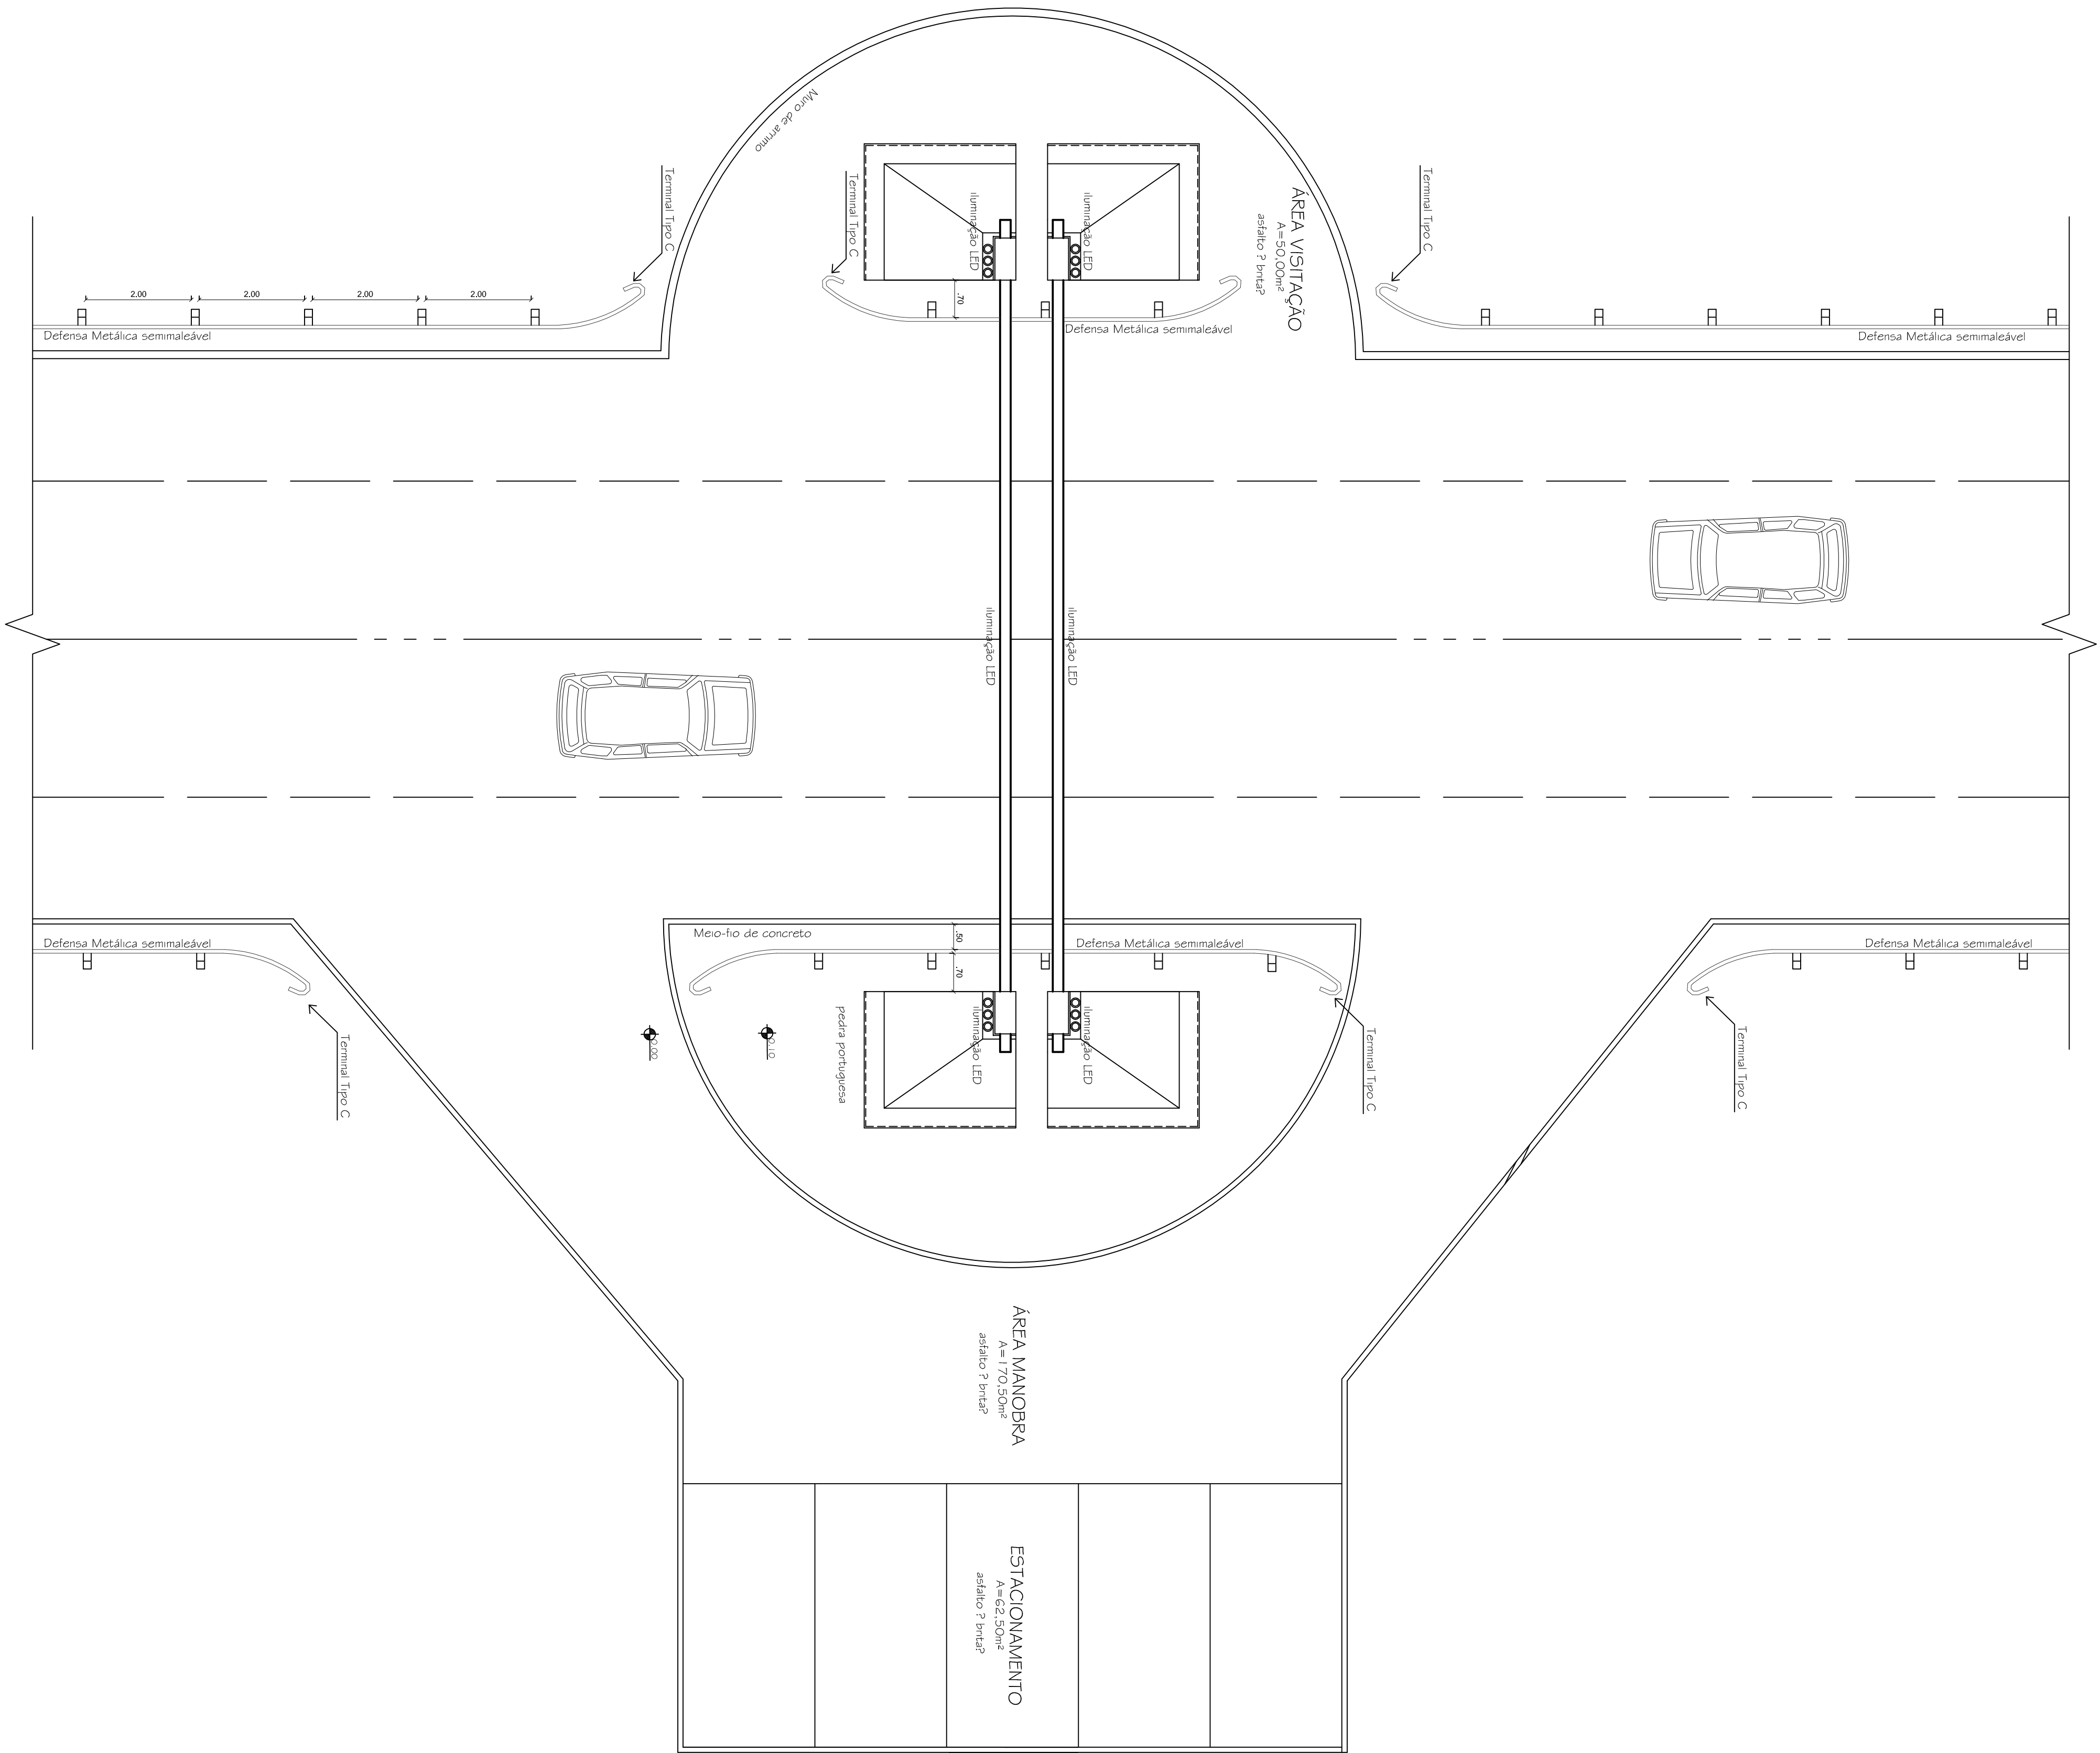 Muro de arrimo
Terminal Tipo C
Terminal Tipo C
iluminação LED
iluminação LED
ÁREA VISITAÇÃO
A=50,00m²
asfalto ? brita?
Terminal Tipo C
2.00
2.00
2.00
2.00
.70
Defensa Metálica semimaleável
Defensa Metálica semimaleável
Defensa Metálica semimaleável
iluminação LED
iluminação LED
Meio-fio de concreto
.50
Defensa Metálica semimaleável
Defensa Metálica semimaleável
Defensa Metálica semimaleável
.70
0.00
0.10
pedra portuguesa
iluminação LED
iluminação LED
Terminal Tipo C
Terminal Tipo C
Terminal Tipo C
ÁREA MANOBRA
A=170,50m²
asfalto ? brita?
ESTACIONAMENTO
A=62,50m²
asfalto ? brita?